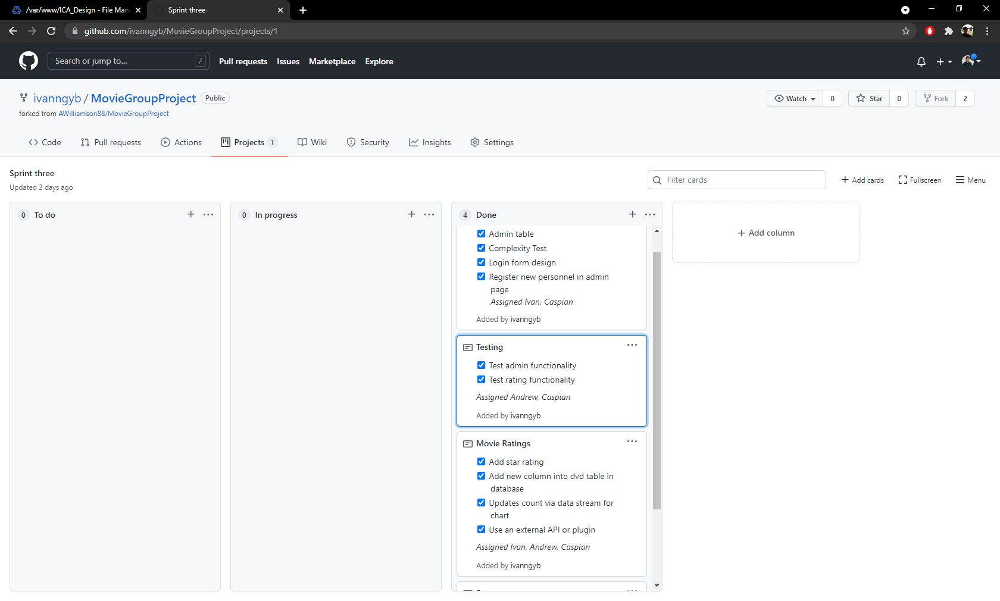 /var/www/ICA_Design - File Man
Sprint three
github.com/ivanngyb/MovieGroupProject/projects/1
Search or jump to...
/
Pull requests
Issues
Marketplace
Explore
ivanngyb / MovieGroupProject
Public
forked from AWilliamson88/MovieGroupProject
Watch
0
Star
0
Fork
2
Code
Pull requests
Actions
Projects 1
Wiki
Security
Insights
Settings
Sprint three
Updated 3 days ago
Filter cards
Add cards
Fullscreen
Menu
0 To do
0 In progress
4 Done
Admin table
Complexity Test
Login form design
Register new personnel in admin
page
Assigned Ivan, Caspian
Added by ivanngyb
Testing
Test admin functionality
Test rating functionality
Assigned Andrew, Caspian
Added by ivanngyb
Movie Ratings
Add star rating
Add new column into dvd table in
database
Updates count via data stream for
chart
Use an external API or plugin
Assigned Ivan, Andrew, Caspian
Added by ivanngyb
Add column